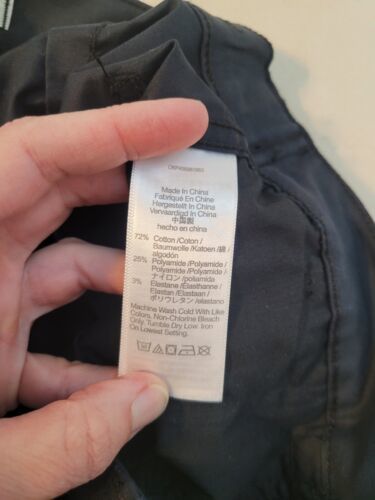 Made In China
Fabriqué En Chine
Hergestellt In China
Vervaardigd In China
中国製
hecho en china
72% Cotton /Coton /
Baumwolle /Katoen /綿 /
algodón
25% Polyamide /Polyamide /
Polyamid /Polyamide /
ナイロン /poliamida
3% Elastane /Élasthanne /
Elastan /Elastaan /
ポリウレタン /elastano
Machine Wash Cold With Like
Colors, Non-Chlorine Bleach
Only, Tumble Dry Low. Iron
On Lowest Setting.